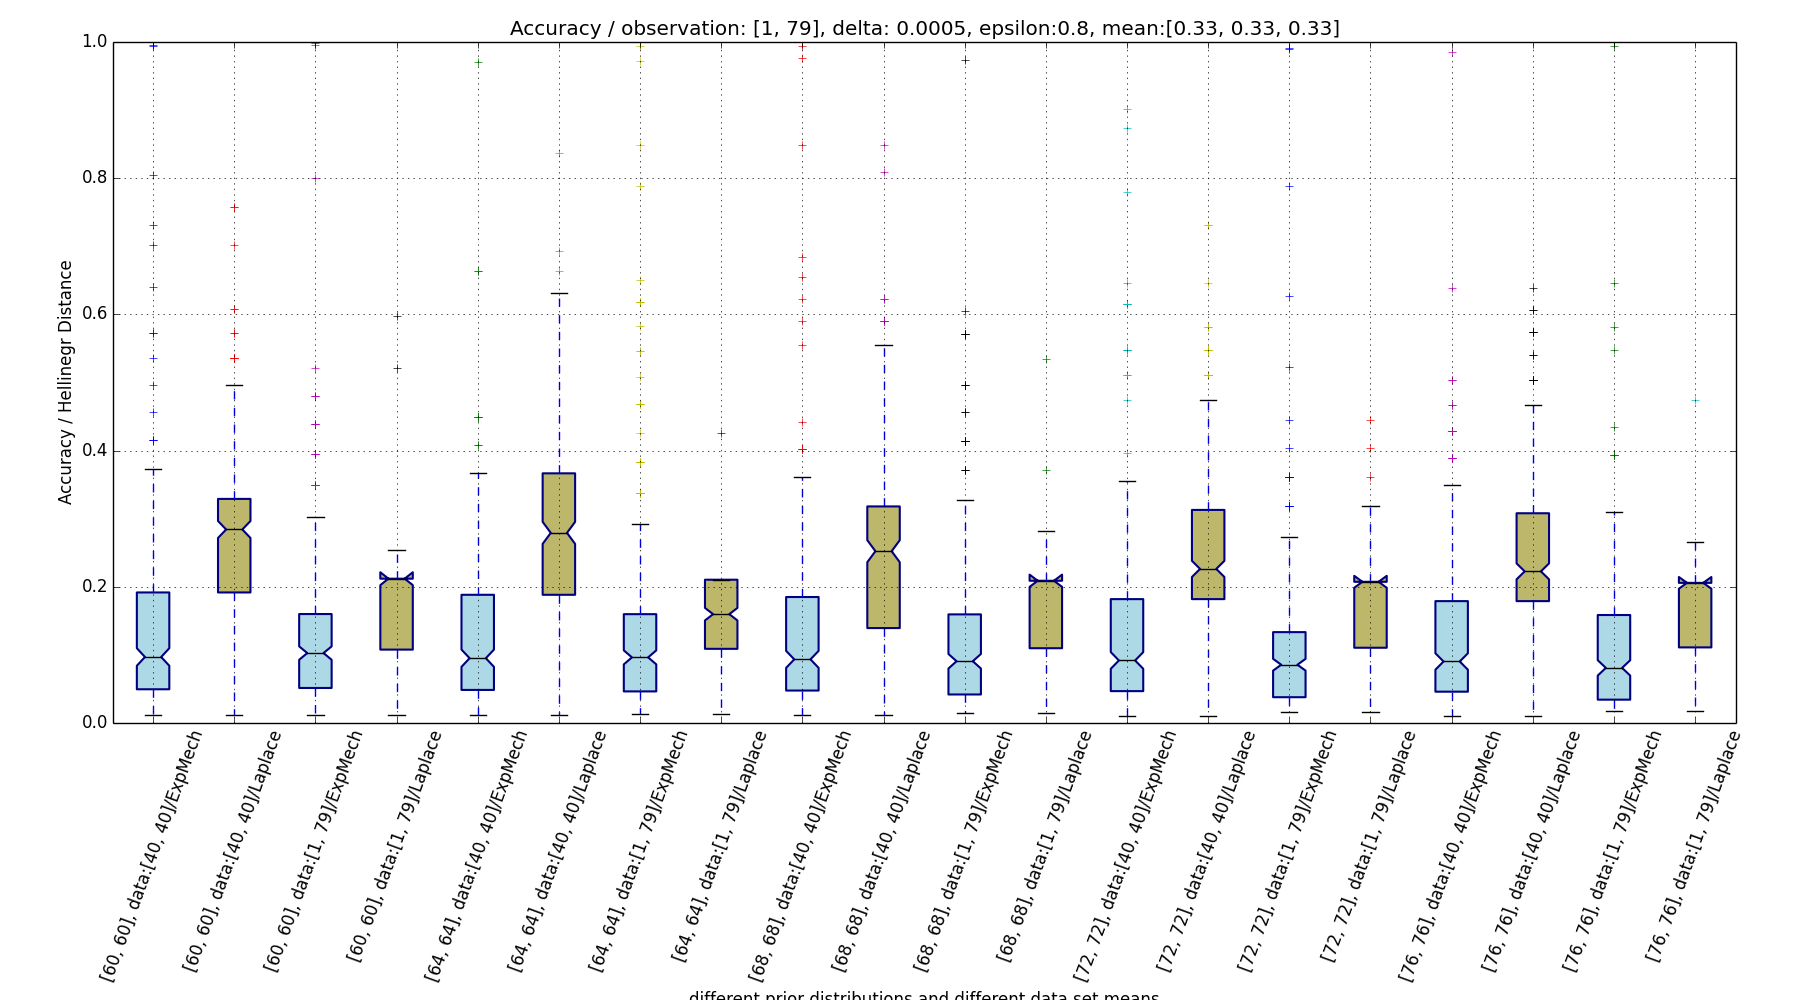 Accuracy / observation: [1, 79], delta: 0.0005, epsilon:0.8, mean:[0.33, 0.33, 0.33]
1.0
0.8
0.6
0.4
0.2
0.0
Accuracy / Hellinegr Distance
[60, 60], data:[40, 40]/ExpMech
[60, 60], data:[40, 40]/Laplace
[60, 60], data:[1, 79]/ExpMech
[60, 60], data:[1, 79]/Laplace
[64, 64], data:[40, 40]/ExpMech
[64, 64], data:[40, 40]/Laplace
[64, 64], data:[1, 79]/ExpMech
[64, 64], data:[1, 79]/Laplace
[68, 68], data:[40, 40]/ExpMech
[68, 68], data:[40, 40]/Laplace
[68, 68], data:[1, 79]/ExpMech
[68, 68], data:[1, 79]/Laplace
[72, 72], data:[40, 40]/ExpMech
[72, 72], data:[40, 40]/Laplace
[72, 72], data:[1, 79]/ExpMech
[72, 72], data:[1, 79]/Laplace
[76, 76], data:[40, 40]/ExpMech
[76, 76], data:[40, 40]/Laplace
[76, 76], data:[1, 79]/ExpMech
[76, 76], data:[1, 79]/Laplace
different prior distributions and different data set means